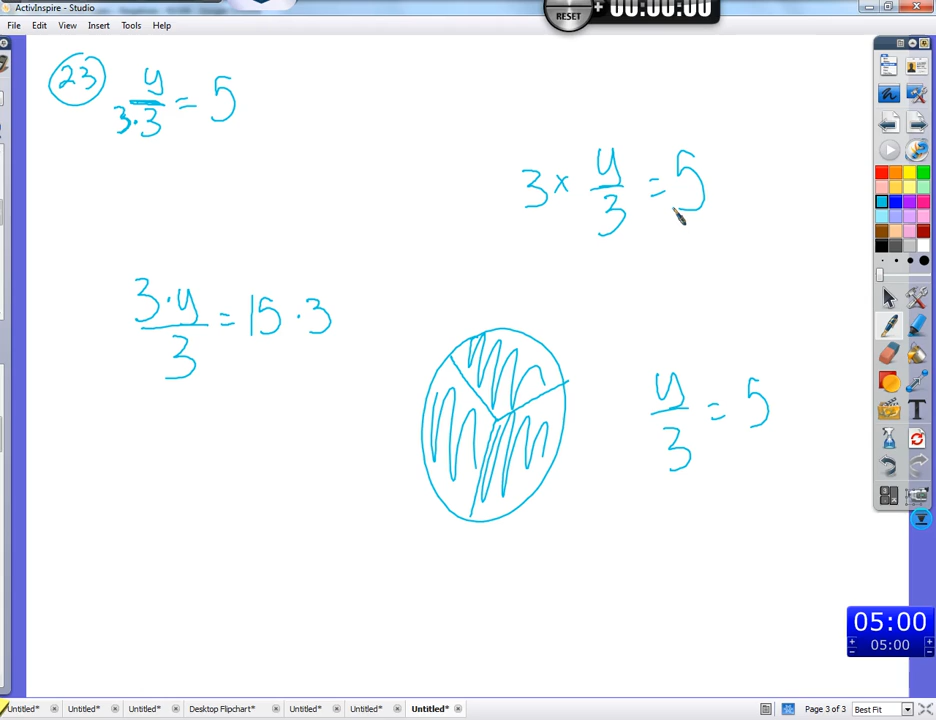 ActivInspire - Studio
RESET + 00:00:00
File Edit View Insert Tools Help
23 y/3·3 = 5
3 × y/3 = 5
3·y/3 = 15·3
y/3 = 5
05:00
+ 05:00 +
Untitled* Untitled* Untitled* Desktop Flipchart* Untitled* Untitled* Untitled* Page 3 of 3 Best Fit